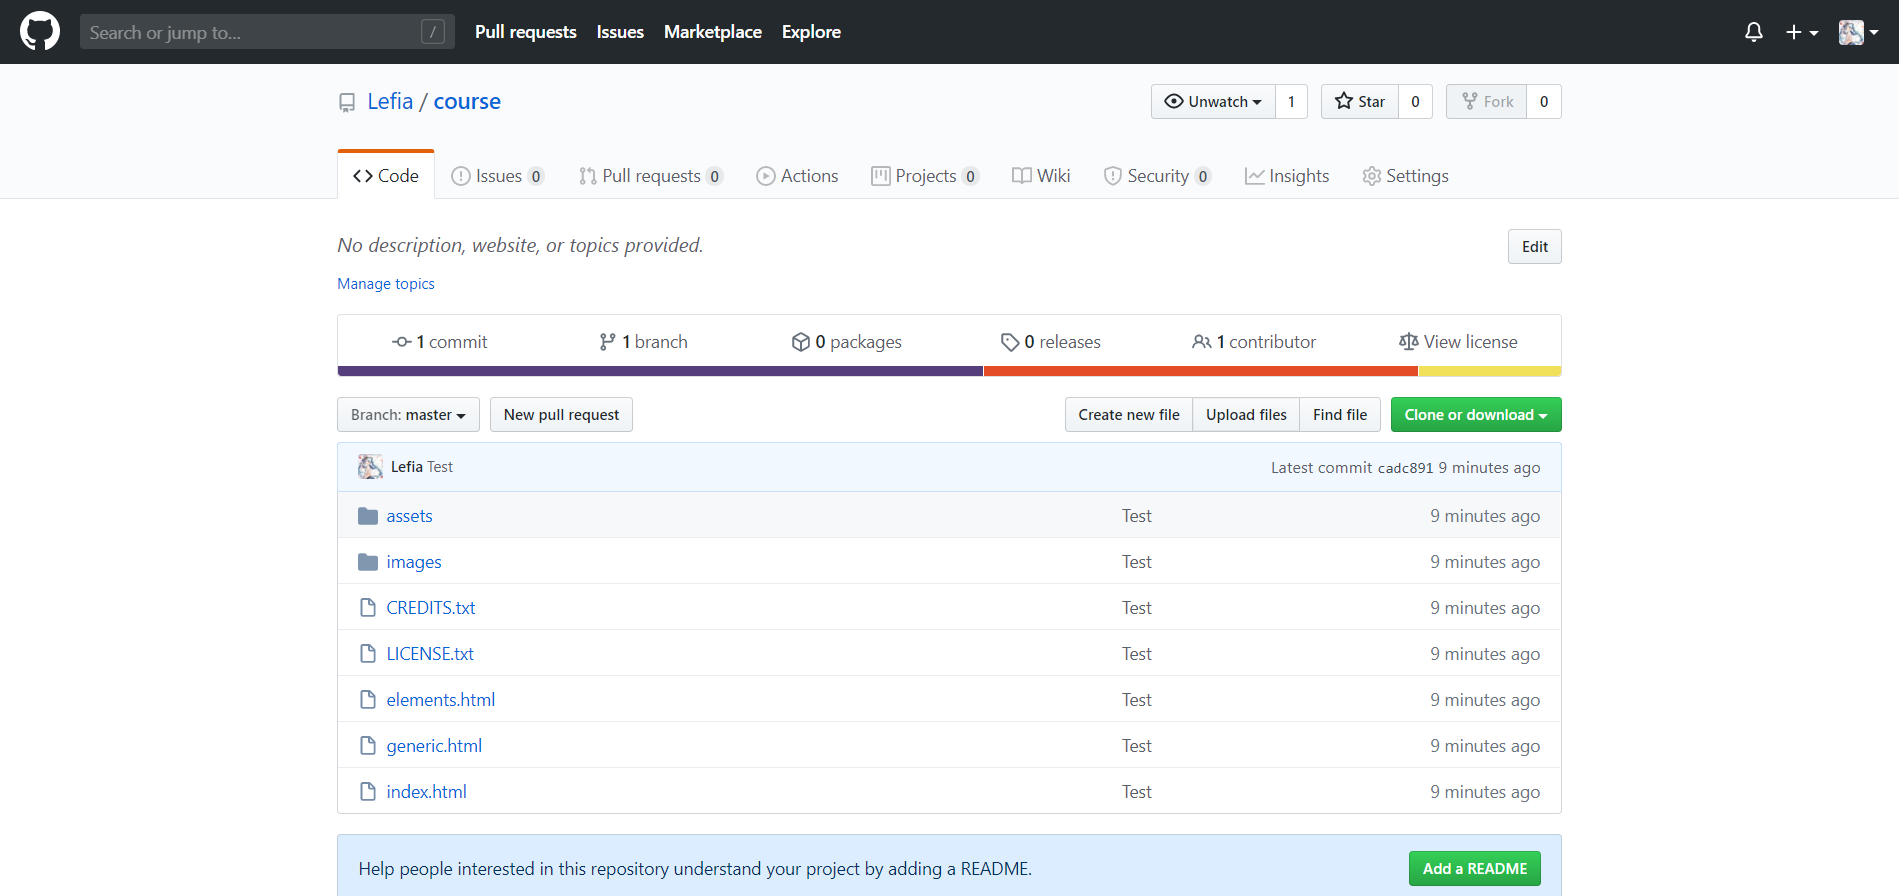 Search or jump to... /
Pull requests Issues Marketplace Explore
Lefia / course
Unwatch 1 Star 0 Fork 0
Code Issues 0 Pull requests 0 Actions Projects 0 Wiki Security 0 Insights Settings
No description, website, or topics provided. Edit
Manage topics
1 commit 1 branch 0 packages 0 releases 1 contributor View license
Branch: master New pull request Create new file Upload files Find file Clone or download
Lefia Test Latest commit cadc891 9 minutes ago
assets Test 9 minutes ago
images Test 9 minutes ago
CREDITS.txt Test 9 minutes ago
LICENSE.txt Test 9 minutes ago
elements.html Test 9 minutes ago
generic.html Test 9 minutes ago
index.html Test 9 minutes ago
Help people interested in this repository understand your project by adding a README. Add a README